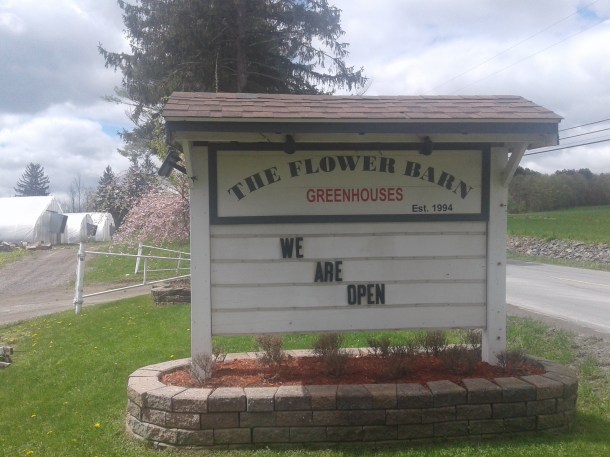 THE FLOWER BARN
GREENHOUSES
Est. 1994
WE
ARE
OPEN